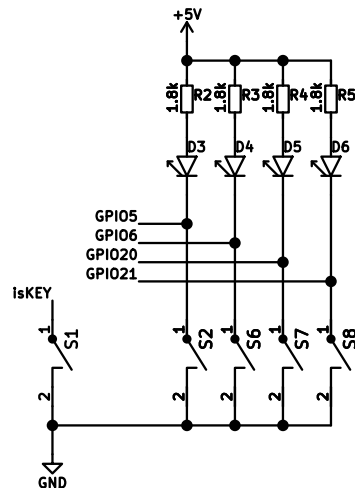 +5V
1.8k R2 1.8k R3 1.8k R4 1.8k R5
D3 D4 D5 D6
GPIO5
GPIO6
GPIO20
GPIO21
isKEY
1 S1 1 S2 1 S6 1 S7 1 S8
2 2 2 2 2
GND